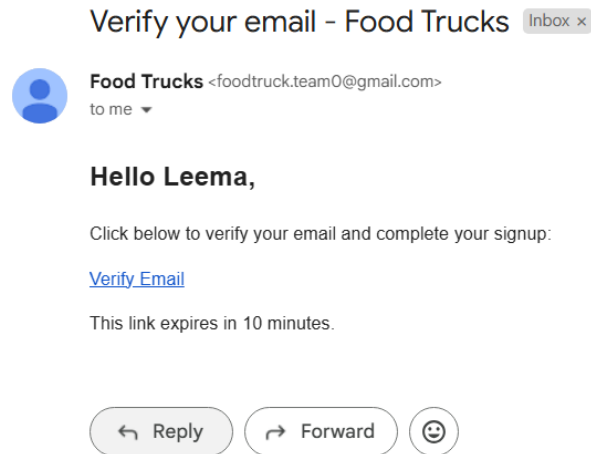 Verify your email - Food Trucks Inbox ×
Food Trucks <foodtruck.team0@gmail.com>
to me
Hello Leema,
Click below to verify your email and complete your signup:
Verify Email
This link expires in 10 minutes.
Reply Forward